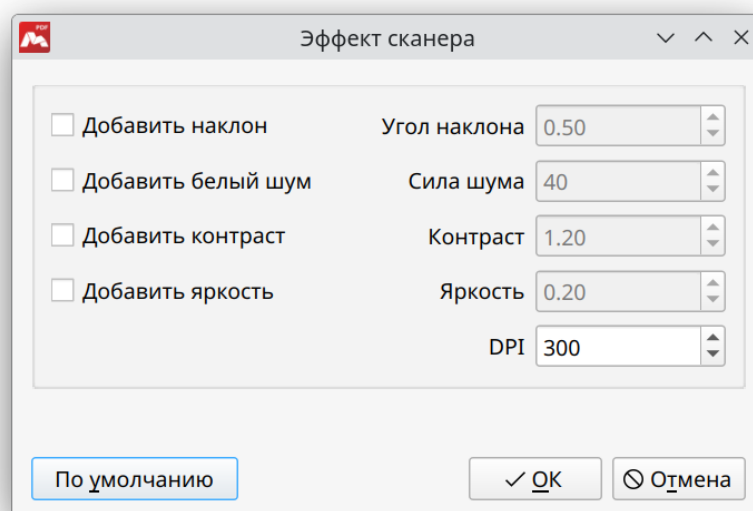 PDF
Эффект сканера
Добавить наклон
Угол наклона
0.50
Добавить белый шум
Сила шума
40
Добавить контраст
Контраст
1.20
Добавить яркость
Яркость
0.20
DPI
300
По умолчанию
ОК
Отмена